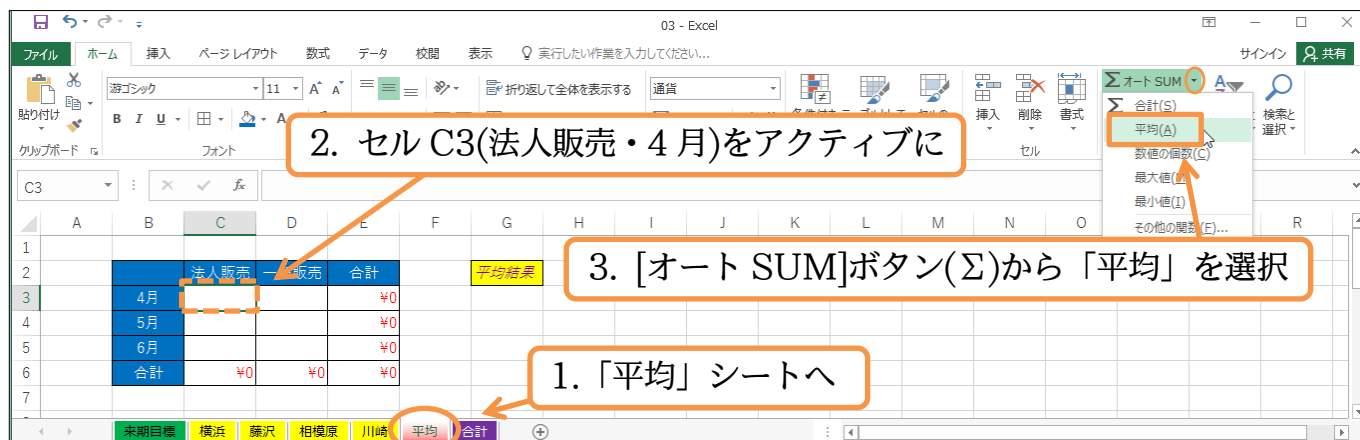 03 - Excel
ファイル ホーム 挿入 ページ レイアウト 数式 データ 校閲 表示 実行したい作業を入力してください... サインイン 共有
貼り付け 游ゴシック 11 A A 折り返して全体を表示する 通貨 挿入 削除 書式 Σオート SUM 検索と
選択
B I U A
クリップボード フォント セル
合計(S)
平均(A)
数値の個数(C)
最大値(M)
最小値(I)
その他の関数(F)...
2. セル C3(法人販売・4 月)をアクティブに
C3 fx
A B C D E F G H I J K L M N O R
1
2 法人販売 一般販売 合計 平均結果
3. [オート SUM]ボタン(Σ)から「平均」を選択
3 4月 ¥0
4 5月 ¥0
5 6月 ¥0
6 合計 ¥0 ¥0 ¥0
1.「平均」シートへ
7
来期目標 横浜 藤沢 相模原 川崎 平均 合計